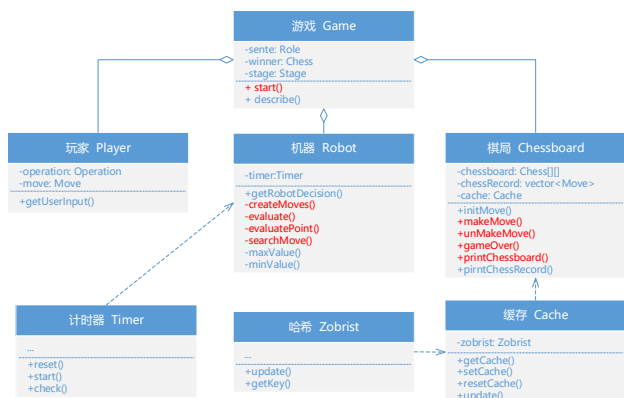 游戏 Game
-sente: Role
-winner: Chess
-stage: Stage
+ start()
+ describe()
玩家 Player
-operation: Operation
-move: Move
+getUserInput()
机器 Robot
-timer:Timer
+getRobotDecision()
-createMoves()
-evaluate()
-evaluatePoint()
-searchMove()
-maxValue()
-minValue()
棋局 Chessboard
-chessboard: Chess[][]
-chessRecord: vector<Move>
-cache: Cache
+initMove()
+makeMove()
+unMakeMove()
+gameOver()
+printChessboard()
+pirntChessRecord()
计时器 Timer
...
+reset()
+start()
+check()
哈希 Zobrist
...
+update()
+getKey()
缓存 Cache
-zobrist: Zobrist
+getCache()
+setCache()
+resetCache()
+update()